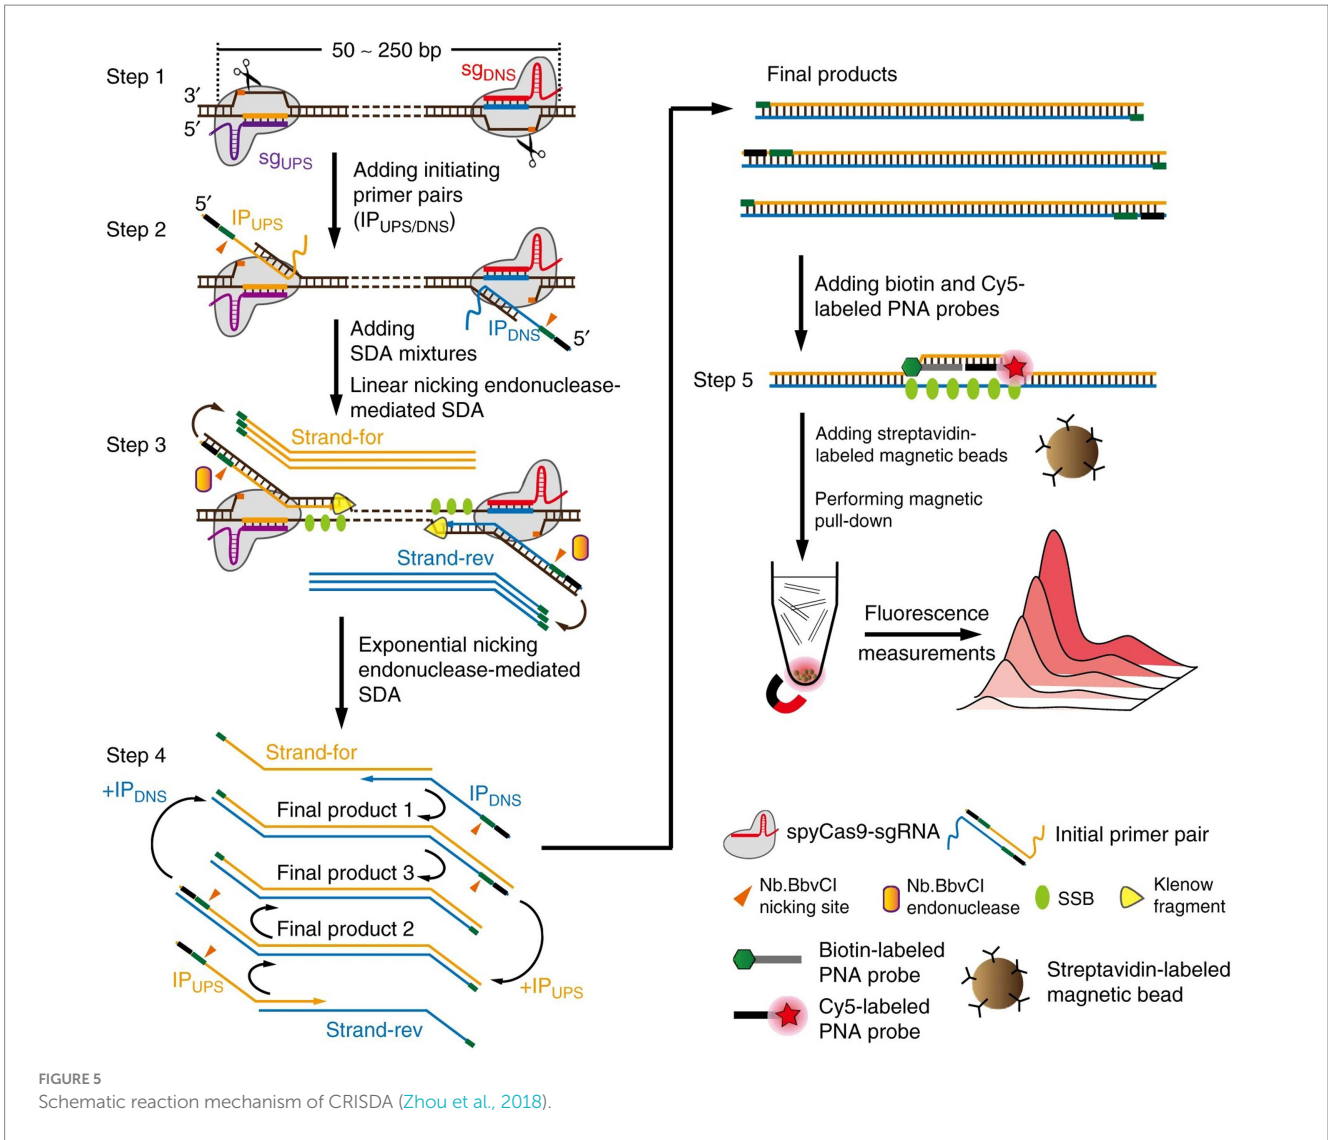 50 ~ 250 bp
Step 1
sgDNS
3′
5′
sgUPS
Adding initiating
primer pairs
(IPUPS/DNS)
5′
IPUPS
Step 2
IPDNS
5′
Adding
SDA mixtures
Linear nicking endonuclease-
mediated SDA
Step 3
Strand-for
Strand-rev
Exponential nicking
endonuclease-mediated
SDA
Step 4
Strand-for
+IPDNS
IPDNS
Final product 1
Final product 3
Final product 2
IPUPS
+IPUPS
Strand-rev
Final products
Adding biotin and Cy5-
labeled PNA probes
Step 5
Adding streptavidin-
labeled magnetic beads
Performing magnetic
pull-down
Fluorescence
measurements
spyCas9-sgRNA
Initial primer pair
Nb.BbvCI
nicking site
Nb.BbvCI
endonuclease
SSB
Klenow
fragment
Biotin-labeled
PNA probe
Streptavidin-labeled
magnetic bead
Cy5-labeled
PNA probe
FIGURE 5
Schematic reaction mechanism of CRISDA (Zhou et al., 2018).